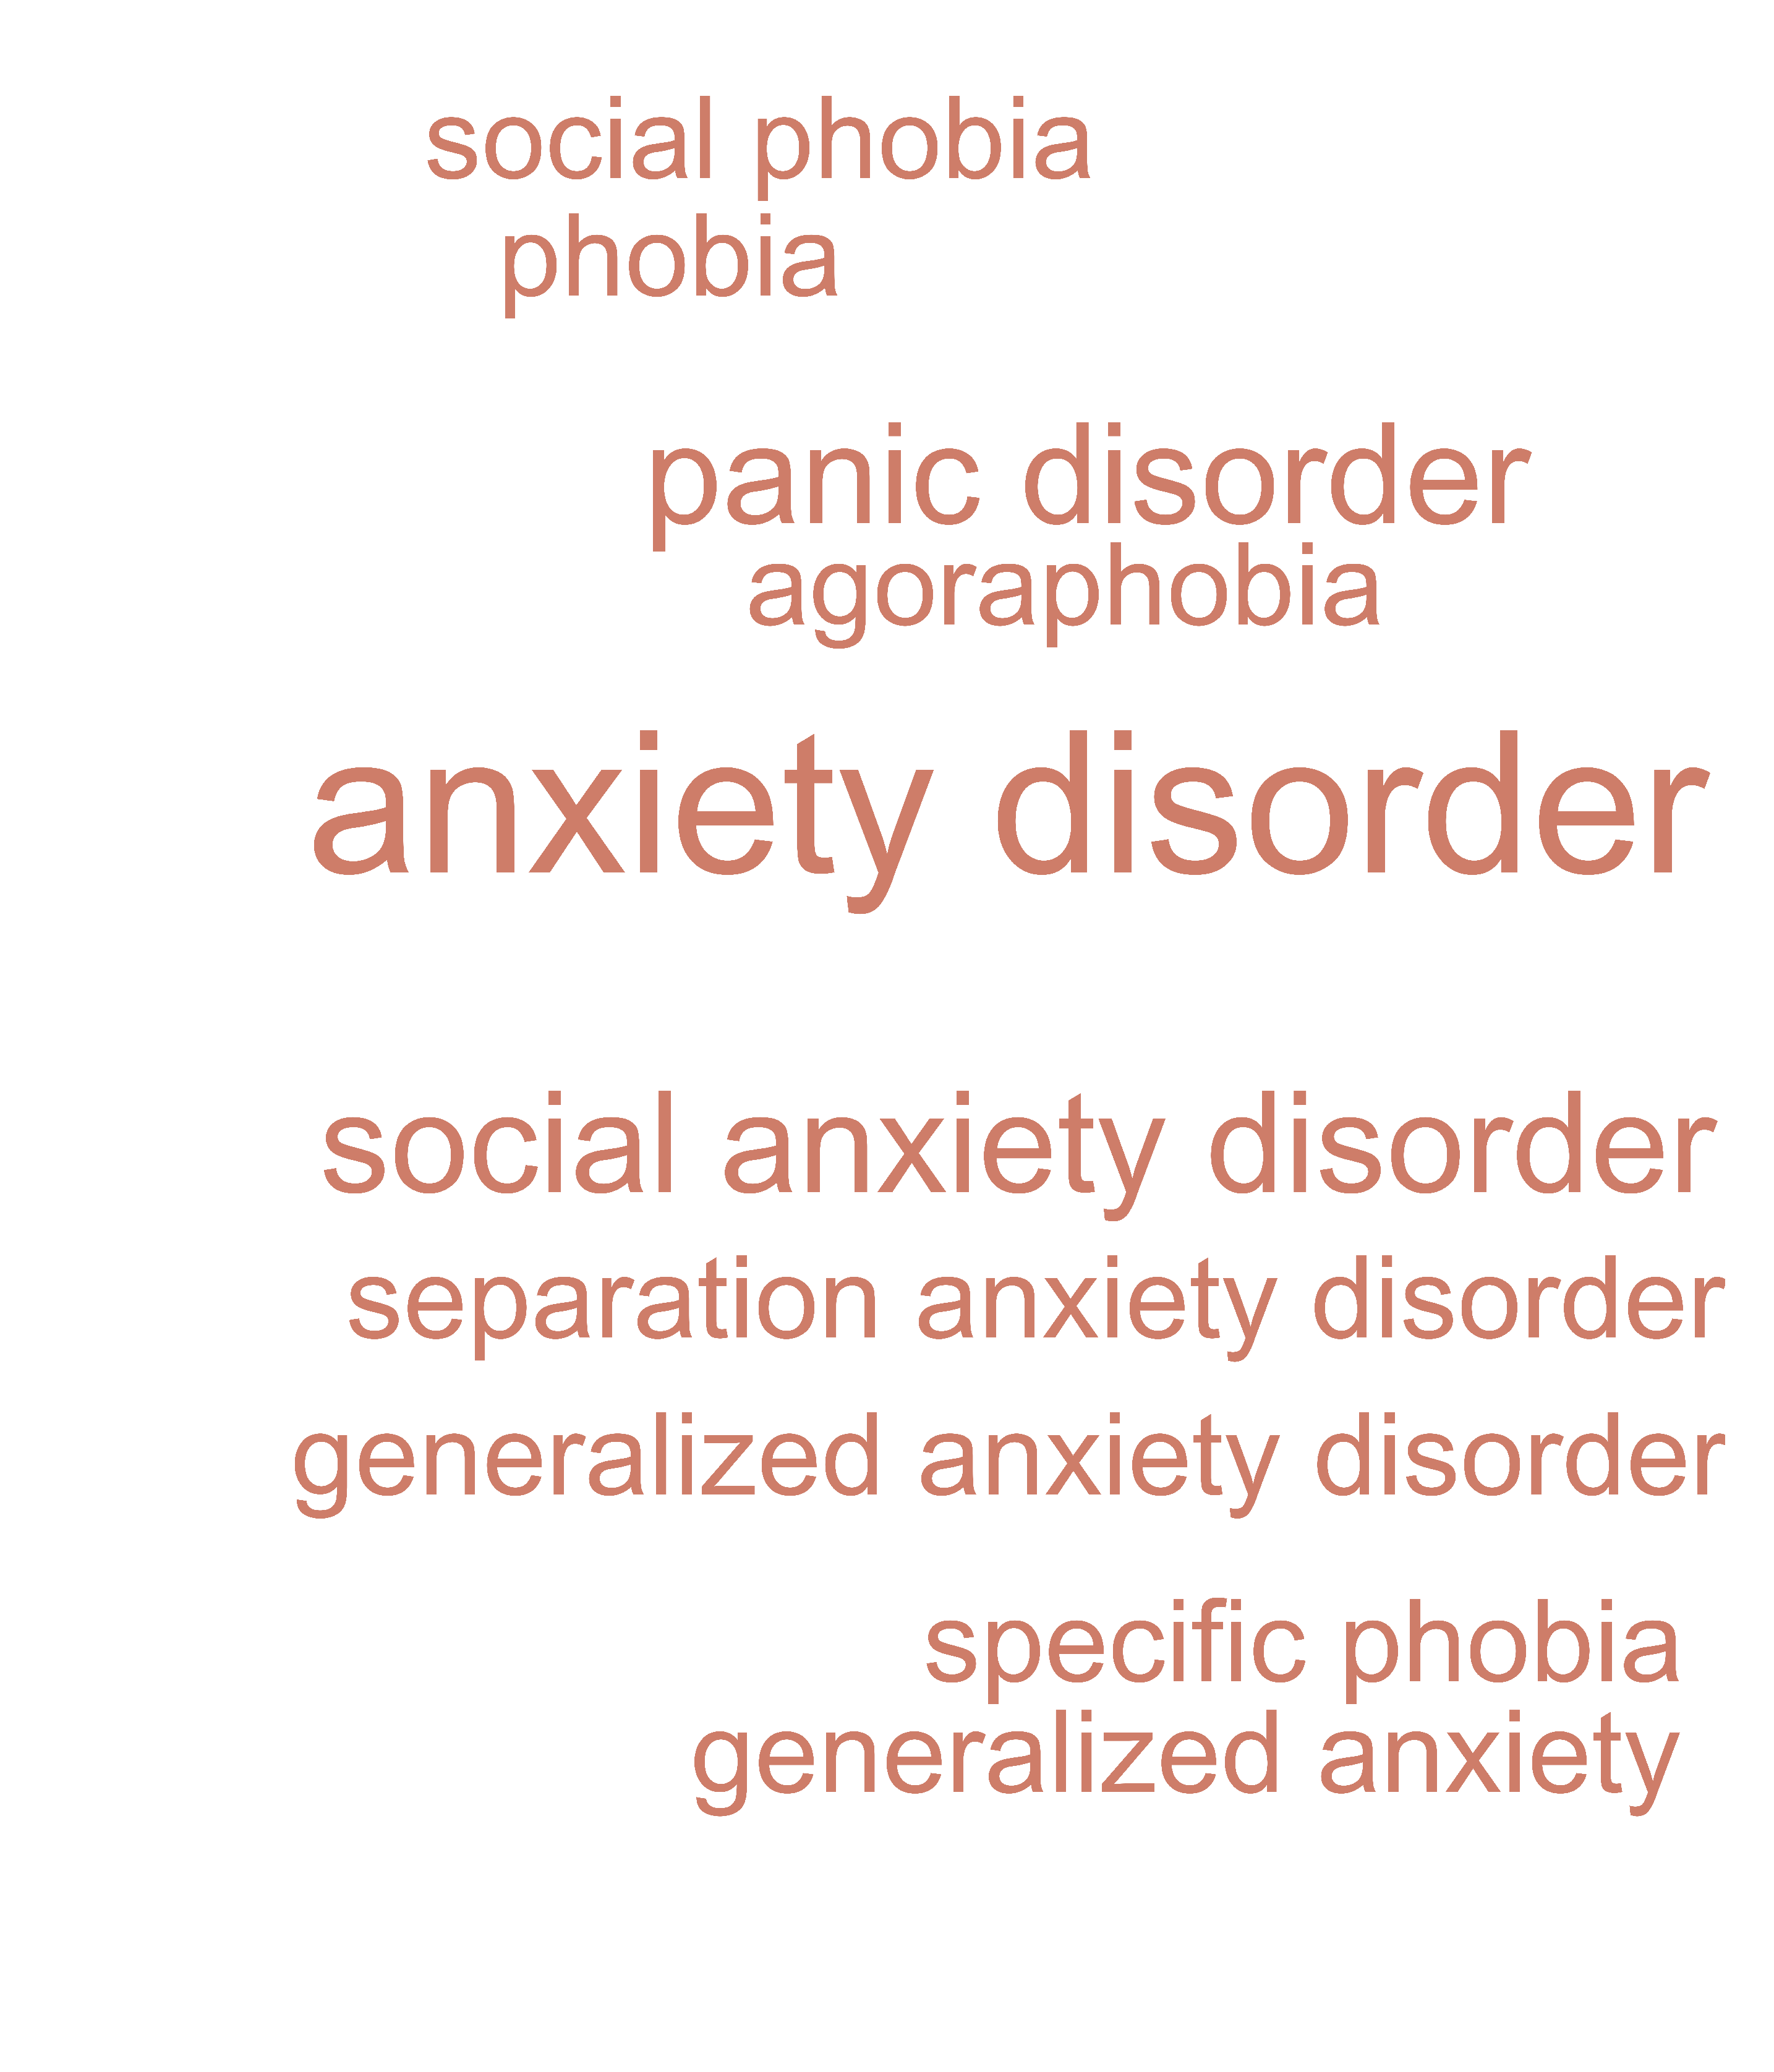 social phobia
phobia
panic disorder
agoraphobia
anxiety disorder
social anxiety disorder
separation anxiety disorder
generalized anxiety disorder
specific phobia
generalized anxiety